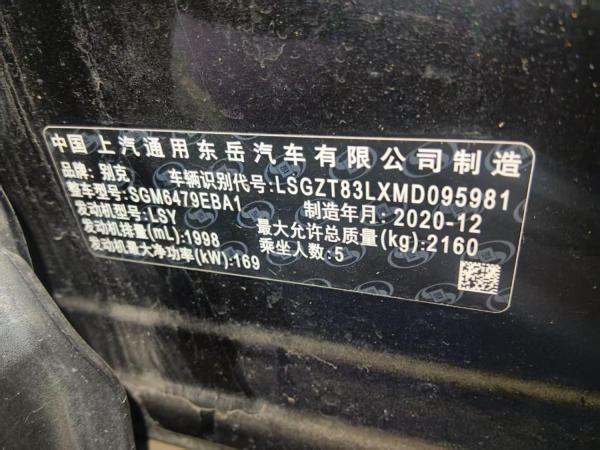 中国 上汽通用东岳汽车有限公司制造
品牌:别克 车辆识别代号:LSGZT83LXMD095981
整车型号:SGM6479EBA1 制造年月:2020-12
发动机型号:LSY 最大允许总质量(kg):2160
发动机排量(mL):1998 乘坐人数:5
发动机最大净功率(kW):169